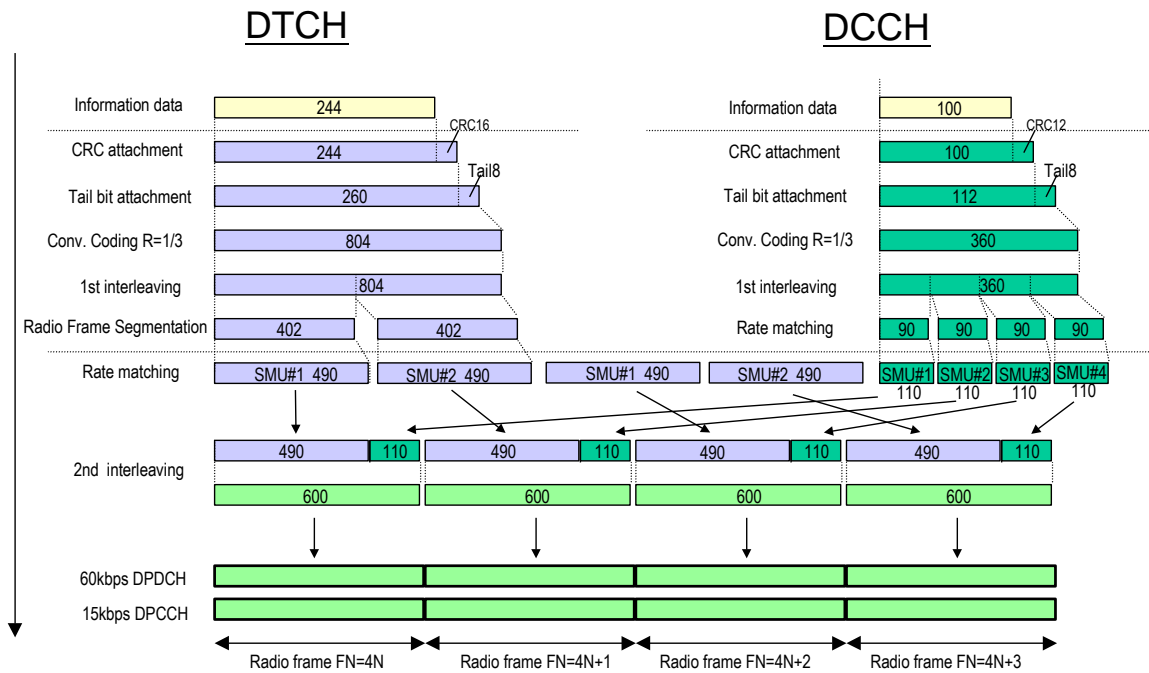 DTCH DCCH
Information data 244 Information data 100
CRC16 CRC12
CRC attachment 244 CRC attachment 100
Tail8 Tail8
Tail bit attachment 260 Tail bit attachment 112
Conv. Coding R=1/3 804 Conv. Coding R=1/3 360
1st interleaving 804 1st interleaving 360
Radio Frame Segmentation 402 402 Rate matching 90 90 90 90
Rate matching SMU#1 490 SMU#2 490 SMU#1 490 SMU#2 490 SMU#1 SMU#2 SMU#3 SMU#4
110 110 110 110
490 110 490 110 490 110 490 110
2nd interleaving
600 600 600 600
60kbps DPDCH
15kbps DPCCH
Radio frame FN=4N Radio frame FN=4N+1 Radio frame FN=4N+2 Radio frame FN=4N+3